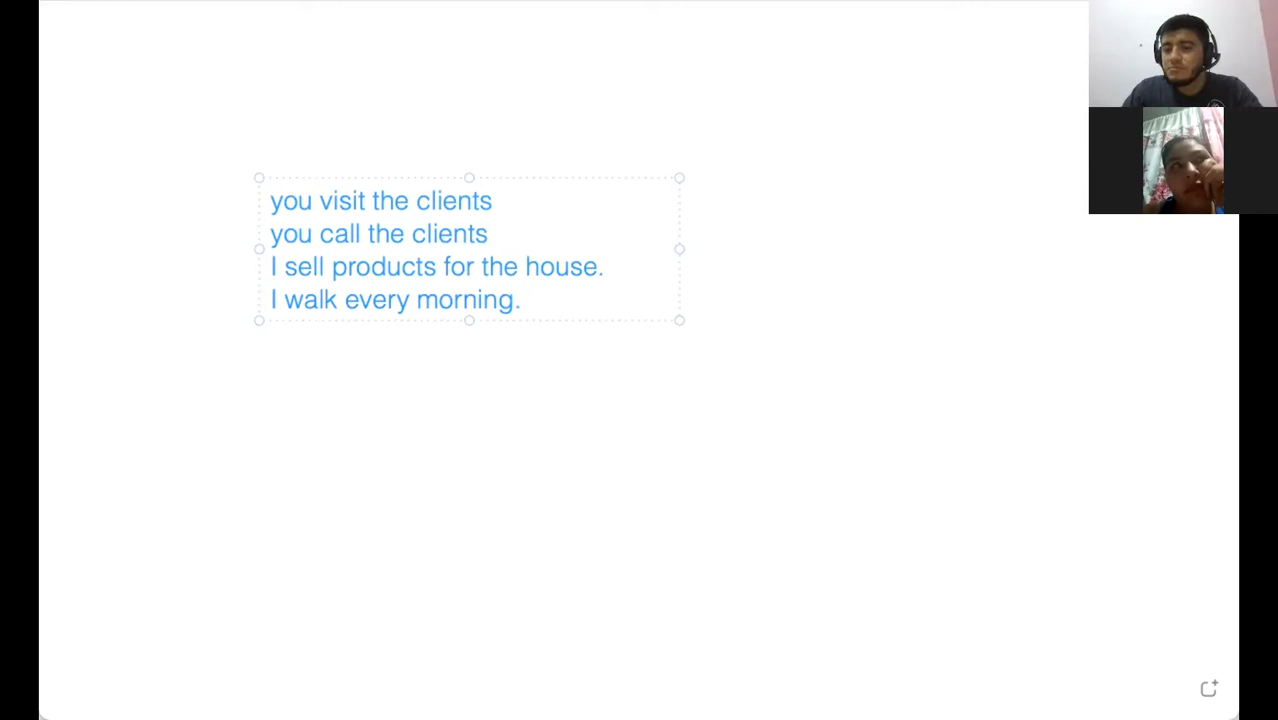 you visit the clients
you call the clients
I sell products for the house.
I walk every morning.